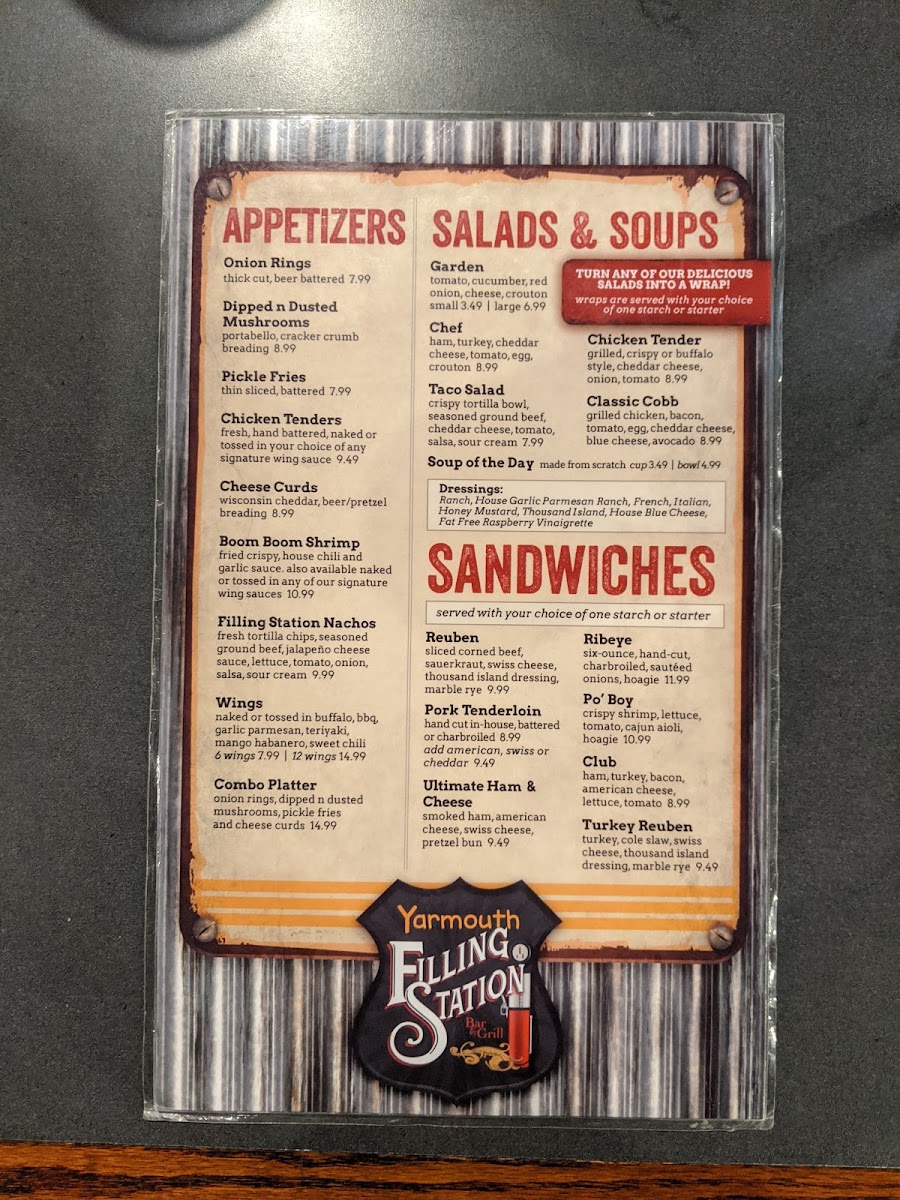 APPETIZERS
Onion Rings
thick cut, beer battered 7.99
Dipped n Dusted
Mushrooms
portabello, cracker crumb
breading 8.99
Pickle Fries
thin sliced, battered 7.99
Chicken Tenders
fresh, hand battered, naked or
tossed in your choice of any
signature wing sauce 9.49
Cheese Curds
wisconsin cheddar, beer/pretzel
breading 8.99
Boom Boom Shrimp
fried crispy, house chili and
garlic sauce. also available naked
or tossed in any of our signature
wing sauces 10.99
Filling Station Nachos
fresh tortilla chips, seasoned
ground beef, jalapeño cheese
sauce, lettuce, tomato, onion,
salsa, sour cream 9.99
Wings
naked or tossed in buffalo, bbq,
garlic parmesan, teriyaki,
mango habanero, sweet chili
6 wings 7.99 | 12 wings 14.99
Combo Platter
onion rings, dipped n dusted
mushrooms, pickle fries
and cheese curds 14.99
SALADS & SOUPS
Garden
tomato, cucumber, red
onion, cheese, crouton
small 3.49 | large 6.99
Chef
ham, turkey, cheddar
cheese, tomato, egg,
crouton 8.99
Taco Salad
crispy tortilla bowl,
seasoned ground beef,
cheddar cheese, tomato,
salsa, sour cream 7.99
TURN ANY OF OUR DELICIOUS
SALADS INTO A WRAP!
wraps are served with your choice
of one starch or starter
Chicken Tender
grilled, crispy or buffalo
style, cheddar cheese,
onion, tomato 8.99
Classic Cobb
grilled chicken, bacon,
tomato, egg, cheddar cheese,
blue cheese, avocado 8.99
Soup of the Day made from scratch cup 3.49 | bowl 4.99
Dressings:
Ranch, House Garlic Parmesan Ranch, French, Italian,
Honey Mustard, Thousand Island, House Blue Cheese,
Fat Free Raspberry Vinaigrette
SANDWICHES
served with your choice of one starch or starter
Reuben
sliced corned beef,
sauerkraut, swiss cheese,
thousand island dressing,
marble rye 9.99
Pork Tenderloin
hand cut in-house, battered
or charbroiled 8.99
add american, swiss or
cheddar 9.49
Ultimate Ham &
Cheese
smoked ham, american
cheese, swiss cheese,
pretzel bun 9.49
Ribeye
six-ounce, hand-cut,
charbroiled, sautéed
onions, hoagie 11.99
Po' Boy
crispy shrimp, lettuce,
tomato, cajun aioli,
hoagie 10.99
Club
ham, turkey, bacon,
american cheese,
lettuce, tomato 8.99
Turkey Reuben
turkey, cole slaw, swiss
cheese, thousand island
dressing, marble rye 9.49
Yarmouth
FILLING
STATION
Bar
& Grill